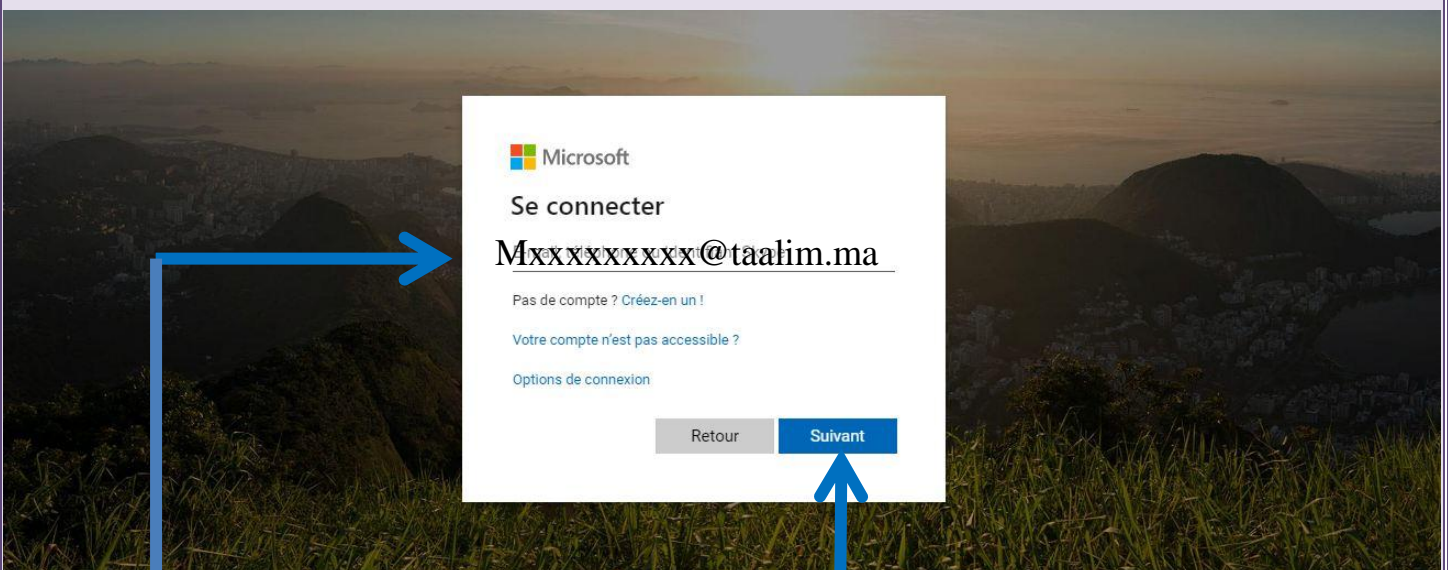 Microsoft
Se connecter
Mxxxxxxxxx@taalim.ma
Pas de compte ? Créez-en un !
Votre compte n'est pas accessible ?
Options de connexion
Retour
Suivant